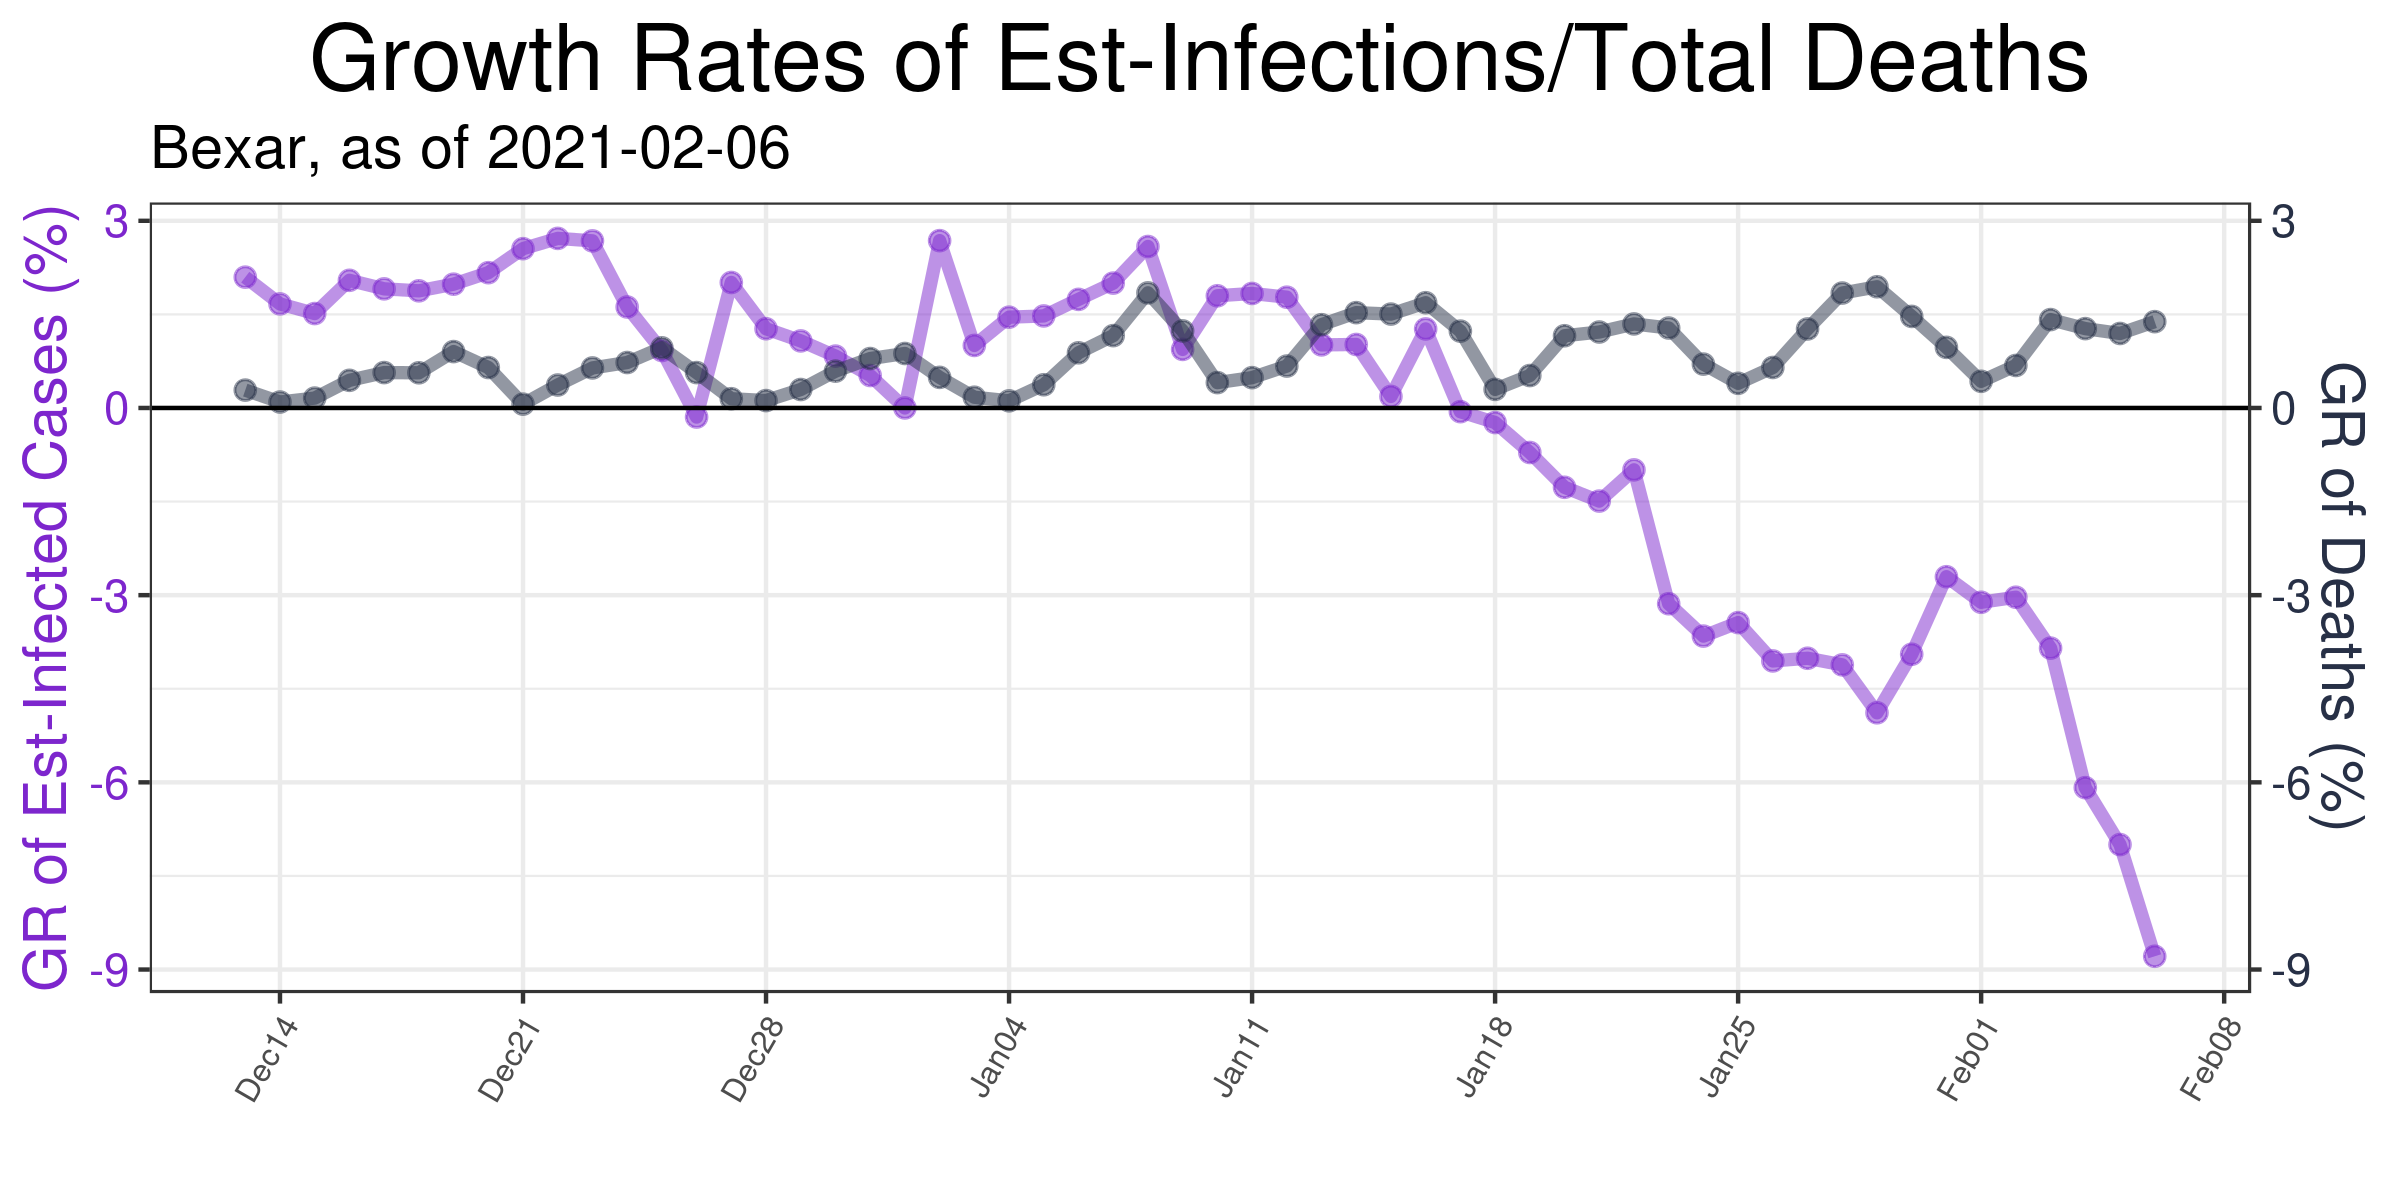 Growth Rates of Est-Infections/Total Deaths
Bexar, as of 2021-02-06
GR of Est-Infected Cases (%)
3
0
-3
-6
-9
3
0
-3
-6
-9
GR of Deaths (%)
Dec14
Dec21
Dec28
Jan04
Jan11
Jan18
Jan25
Feb01
Feb08